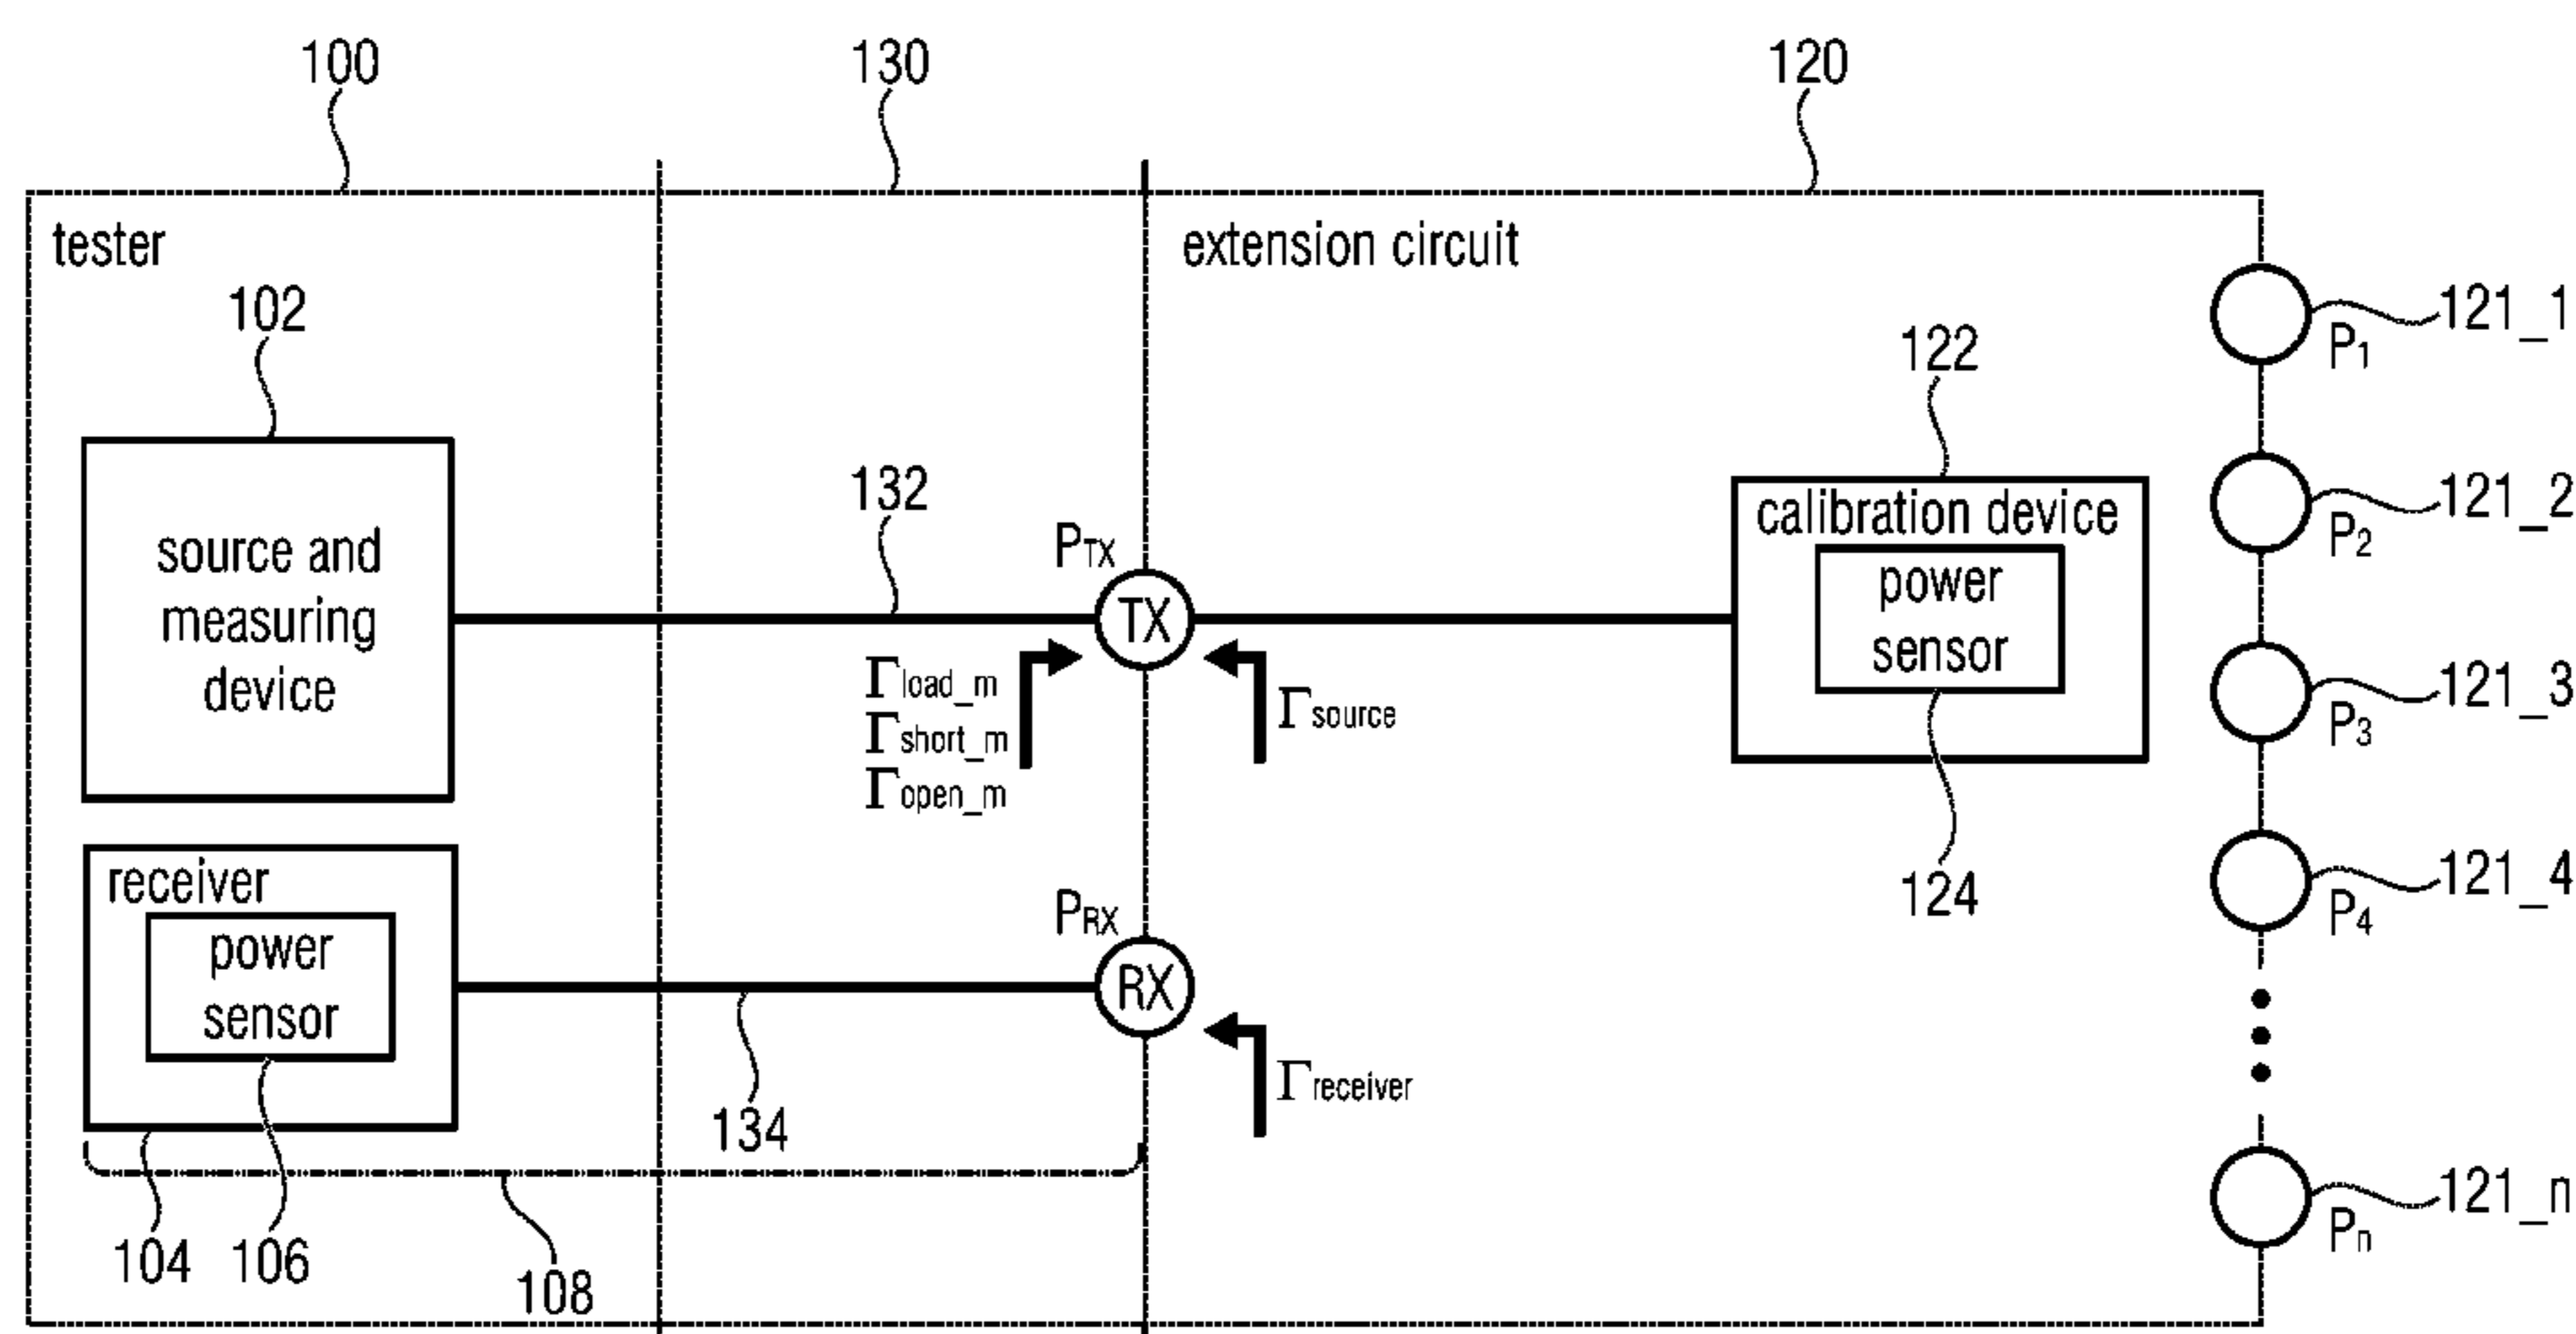 100
130
120
tester
extension circuit
102
source and
measuring
device
132
P_TX
TX
Γload_m
Γshort_m
Γopen_m
Γsource
122
calibration device
power
sensor
124
receiver
power
sensor
104
106
108
134
P_RX
RX
Γreceiver
121_1
P1
121_2
P2
121_3
P3
121_4
P4
121_n
Pn